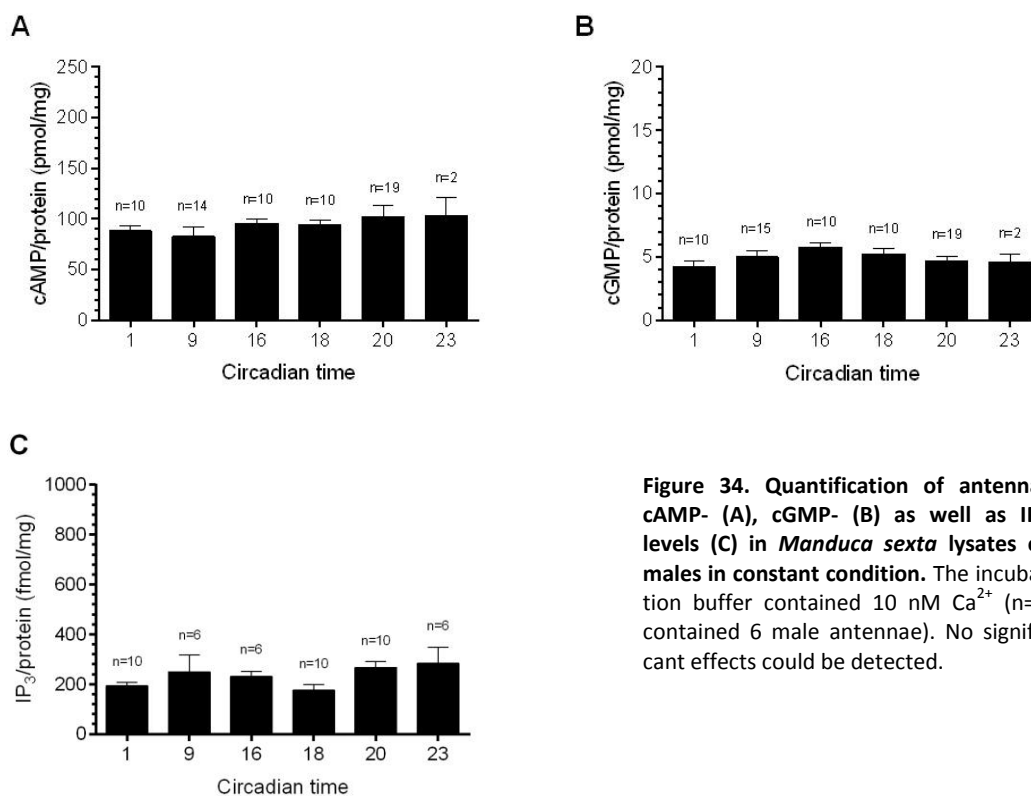 A
250
200
150
100
50
0
cAMP/protein (pmol/mg)
n=10 n=14 n=10 n=10 n=19 n=2
1 9 16 18 20 23
Circadian time
B
20
15
10
5
0
cGMP/protein (pmol/mg)
n=10 n=15 n=10 n=10 n=19 n=2
1 9 16 18 20 23
Circadian time
C
1000
800
600
400
200
0
IP3/protein (fmol/mg)
n=10 n=6 n=6 n=10 n=10 n=6
1 9 16 18 20 23
Circadian time
Figure 34. Quantification of antenna
cAMP- (A), cGMP- (B) as well as
levels (C) in Manduca sexta lysates
males in constant condition. The incuba
tion buffer contained 10 nM Ca2+ (n=
contained 6 male antennae). No signif
cant effects could be detected.